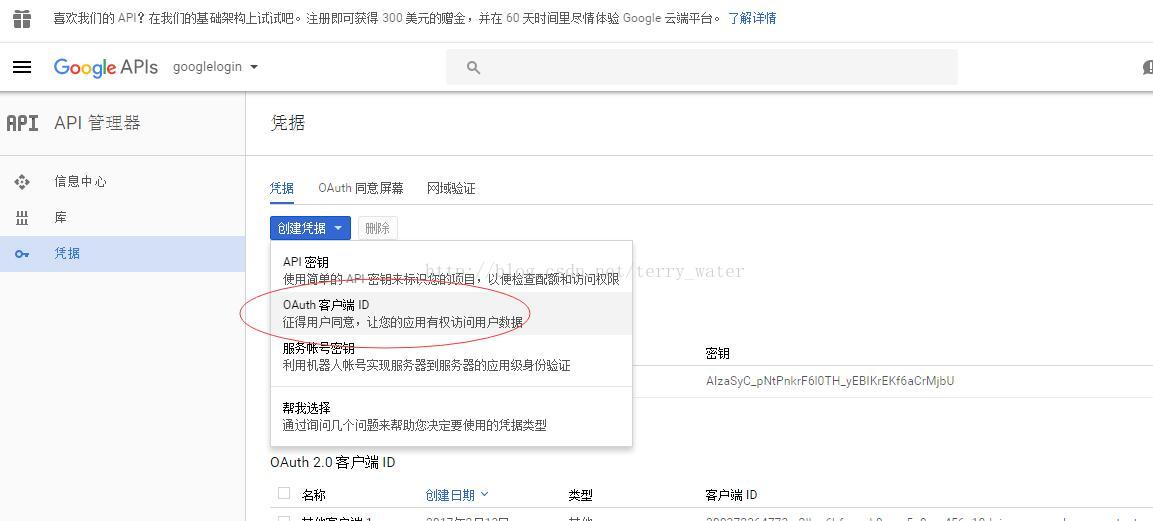 喜欢我们的 API？在我们的基础架构上试试吧。注册即可获得 300 美元的赠金，并在 60 天时间里尽情体验 Google 云端平台。 了解详情
Google APIs googlelogin
API API 管理器
凭据
信息中心
库
凭据
凭据 OAuth 同意屏幕 网域验证
创建凭据 删除
API 密钥
http://blog.csdn.net/terry_water
使用简单的 API 密钥来标识您的项目，以便检查配额和访问权限
OAuth 客户端 ID
征得用户同意，让您的应用有权访问用户数据
服务帐号密钥
利用机器人帐号实现服务器到服务器的应用级身份验证
密钥
AIzaSyC_pNtPnkrF6I0TH_yEBIKrEKf6aCrMjbU
帮我选择
通过询问几个问题来帮助您决定要使用的凭据类型
OAuth 2.0 客户端 ID
名称 创建日期 类型 客户端 ID